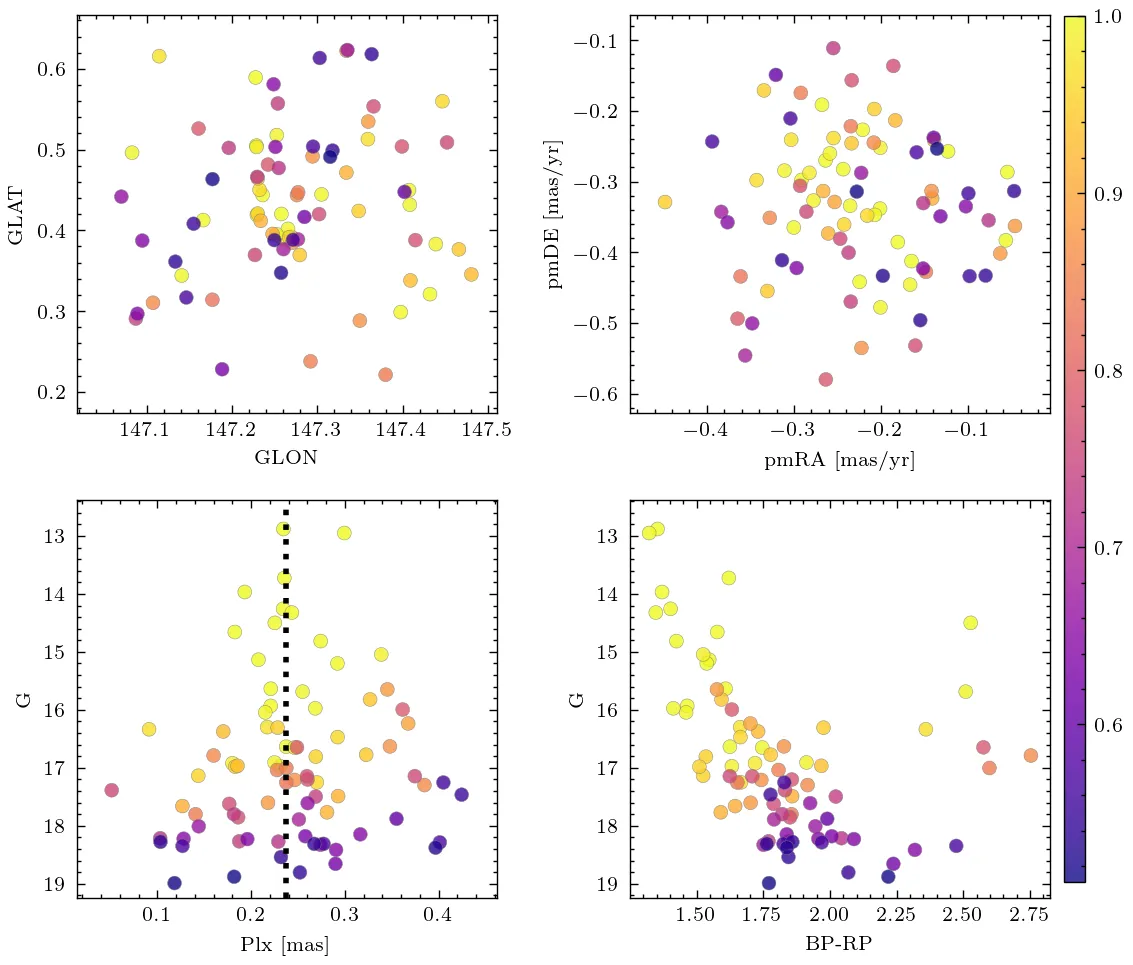 0.6
0.5
0.4
0.3
0.2
GLAT
147.1 147.2 147.3 147.4 147.5
GLON
−0.1
−0.2
−0.3
−0.4
−0.5
−0.6
pmDE [mas/yr]
−0.4 −0.3 −0.2 −0.1
pmRA [mas/yr]
1.0
0.9
0.8
0.7
0.6
13
14
15
16
17
18
19
G
0.1 0.2 0.3 0.4
Plx [mas]
13
14
15
16
17
18
19
G
1.50 1.75 2.00 2.25 2.50 2.75
BP-RP